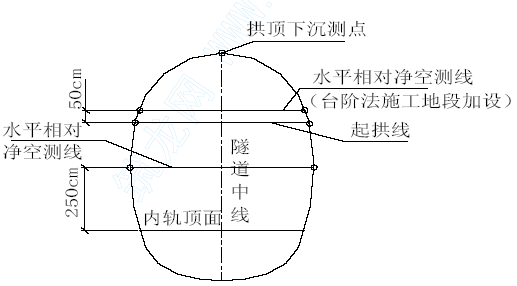 拱顶下沉测点
水平相对净空测线
(台阶法施工地段加设)
50cm
起拱线
水平相对
净空测线
隧道中线
250cm
内轨顶面